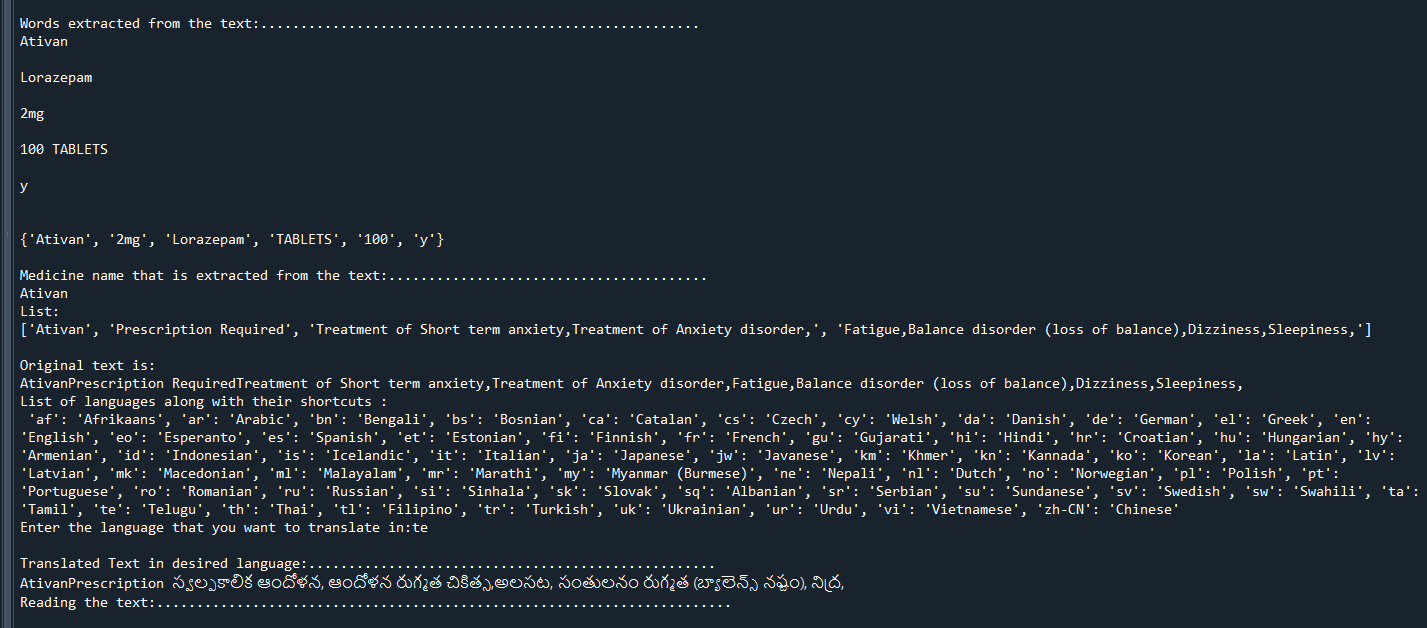 Words extracted from the text:.......................................................
Ativan
Lorazepam
2mg
100 TABLETS
y
{'Ativan', '2mg', 'Lorazepam', 'TABLETS', '100', 'y'}
Medicine name that is extracted from the text:........................................
Ativan
List:
['Ativan', 'Prescription Required', 'Treatment of Short term anxiety,Treatment of Anxiety disorder,', 'Fatigue,Balance disorder (loss of balance),Dizziness,Sleepiness,']
Original text is:
AtivanPrescription RequiredTreatment of Short term anxiety,Treatment of Anxiety disorder,Fatigue,Balance disorder (loss of balance),Dizziness,Sleepiness,
List of languages along with their shortcuts :
'af': 'Afrikaans', 'ar': 'Arabic', 'bn': 'Bengali', 'bs': 'Bosnian', 'ca': 'Catalan', 'cs': 'Czech', 'cy': 'Welsh', 'da': 'Danish', 'de': 'German', 'el': 'Greek', 'en':
'English', 'eo': 'Esperanto', 'es': 'Spanish', 'et': 'Estonian', 'fi': 'Finnish', 'fr': 'French', 'gu': 'Gujarati', 'hi': 'Hindi', 'hr': 'Croatian', 'hu': 'Hungarian', 'hy':
'Armenian', 'id': 'Indonesian', 'is': 'Icelandic', 'it': 'Italian', 'ja': 'Japanese', 'jw': 'Javanese', 'km': 'Khmer', 'kn': 'Kannada', 'ko': 'Korean', 'la': 'Latin', 'lv':
'Latvian', 'mk': 'Macedonian', 'ml': 'Malayalam', 'mr': 'Marathi', 'my': 'Myanmar (Burmese)', 'ne': 'Nepali', 'nl': 'Dutch', 'no': 'Norwegian', 'pl': 'Polish', 'pt':
'Portuguese', 'ro': 'Romanian', 'ru': 'Russian', 'si': 'Sinhala', 'sk': 'Slovak', 'sq': 'Albanian', 'sr': 'Serbian', 'su': 'Sundanese', 'sv': 'Swedish', 'sw': 'Swahili', 'ta':
'Tamil', 'te': 'Telugu', 'th': 'Thai', 'tl': 'Filipino', 'tr': 'Turkish', 'uk': 'Ukrainian', 'ur': 'Urdu', 'vi': 'Vietnamese', 'zh-CN': 'Chinese'
Enter the language that you want to translate in:te
Translated Text in desired language:...................................................
AtivanPrescription స్వల్పకాలిక ఆందోళన, ఆందోళన రుగ్మత చికిత్స,అలసట, సంతులనం రుగ్మత (బ్యాలెన్స్ నష్టం), నిద్ర,
Reading the text:........................................................................